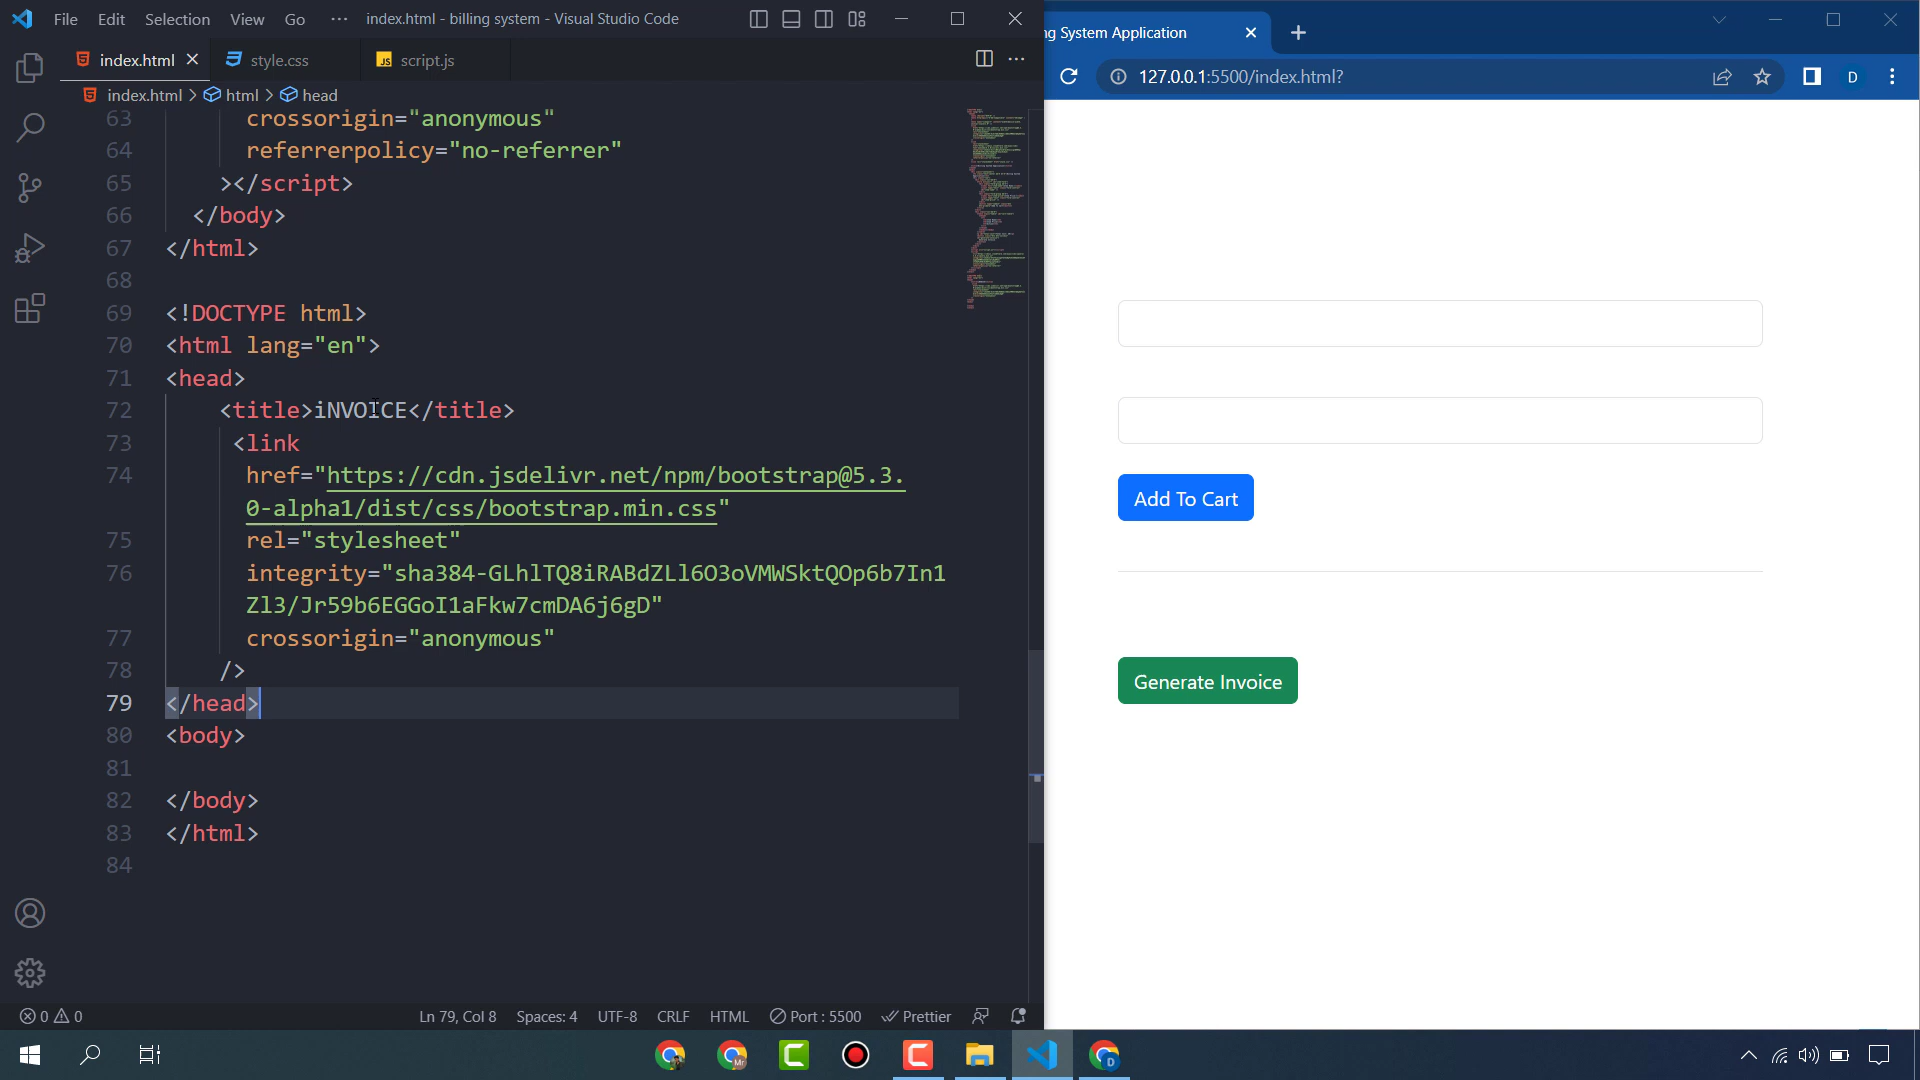 File Edit Selection View Go ··· index.html - billing system - Visual Studio Code
index.html style.css JS script.js
index.html > html > head
63 crossorigin="anonymous"
64 referrerpolicy="no-referrer"
65 ></script>
66 </body>
67 </html>
68
69 <!DOCTYPE html>
70 <html lang="en">
71 <head>
72 <title>iNVOICE</title>
73 <link
74 href="https://cdn.jsdelivr.net/npm/bootstrap@5.3.
0-alpha1/dist/css/bootstrap.min.css"
75 rel="stylesheet"
76 integrity="sha384-GLhlTQ8iRABdZLl6O3oVMWSktQOp6b7In1
Zl3/Jr59b6EGGoI1aFkw7cmDA6j6gD"
77 crossorigin="anonymous"
78 />
79 </head>
80 <body>
81
82 </body>
83 </html>
84
0 0 Ln 79, Col 8 Spaces: 4 UTF-8 CRLF HTML Port : 5500 Prettier
ng System Application
127.0.0.1:5500/index.html?
D
Add To Cart
Generate Invoice
Mr
D